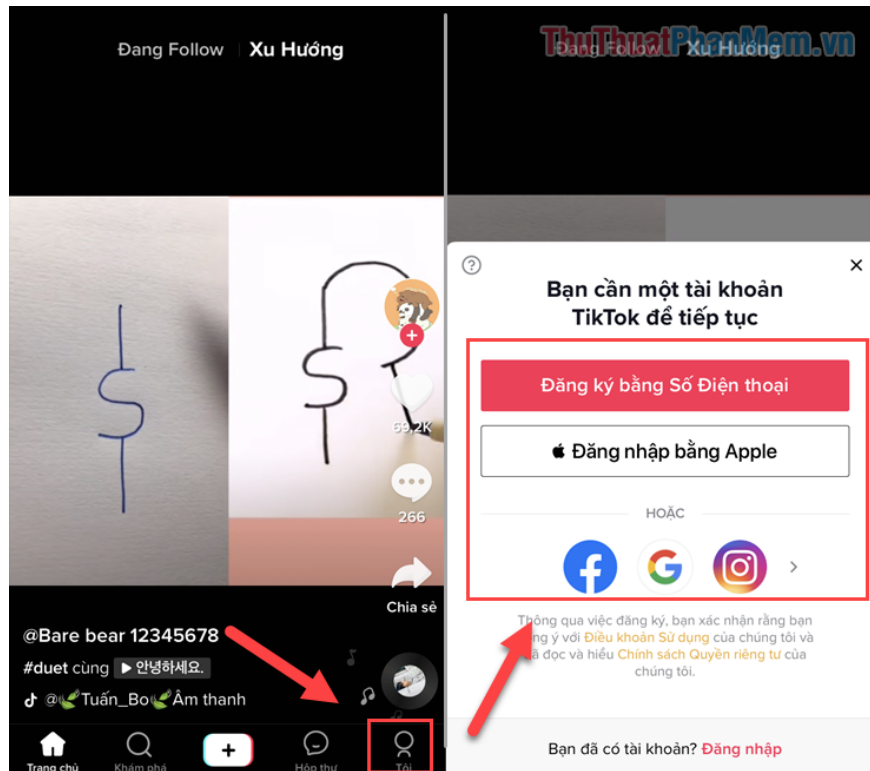 Đang Follow Xu Hướng
69,2K
266
Chia sẻ
@Bare bear 12345678
#duet cùng 안녕하세요.
@Tuấn_Bo Âm thanh
Trang chủ
Khám phá
Hộp thư
Tôi
ThuThuatPhanMem.vn
Đang Follow Xu Hướng
Bạn cần một tài khoản
TikTok để tiếp tục
Đăng ký bằng Số Điện thoại
Đăng nhập bằng Apple
HOẶC
Thông qua việc đăng ký, bạn xác nhận rằng bạn
ý với Điều khoản Sử dụng của chúng tôi và
đọc và hiểu Chính sách Quyền riêng tư của
chúng tôi.
Bạn đã có tài khoản? Đăng nhập